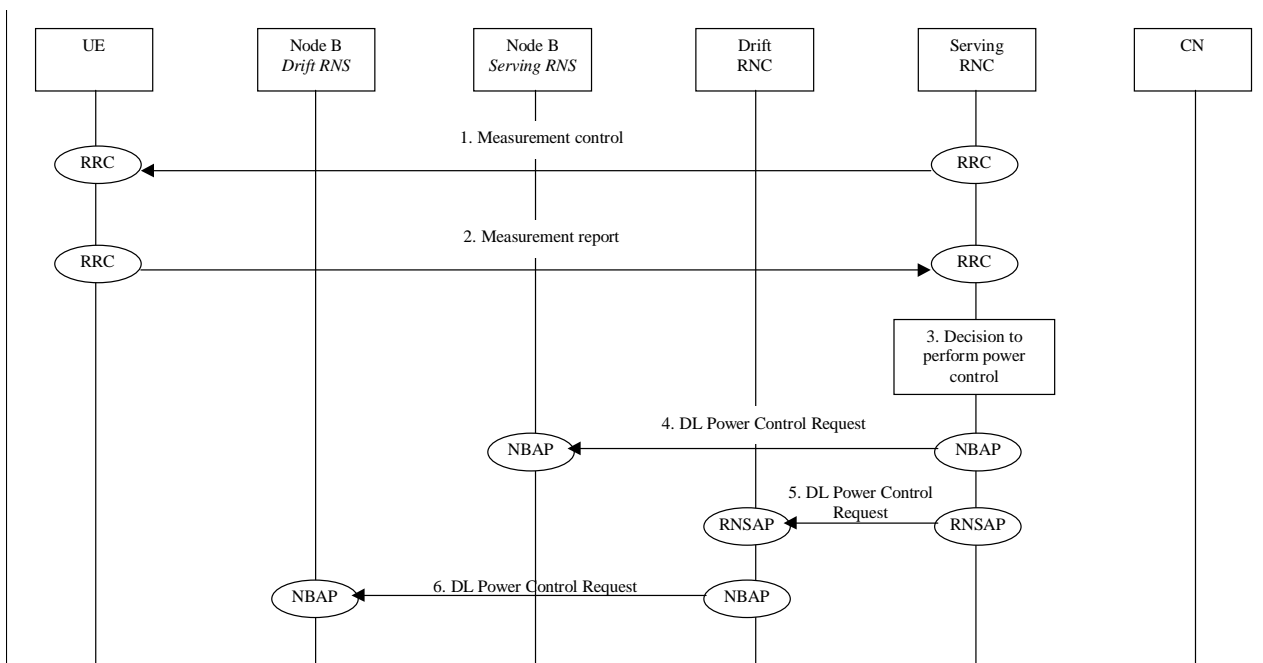 UE
Node B
Drift RNS
Node B
Serving RNS
Drift
RNC
Serving
RNC
CN
1. Measurement control
RRC
RRC
2. Measurement report
RRC
RRC
3. Decision to
perform power
control
4. DL Power Control Request
NBAP
NBAP
5. DL Power Control
Request
RNSAP
RNSAP
6. DL Power Control Request
NBAP
NBAP